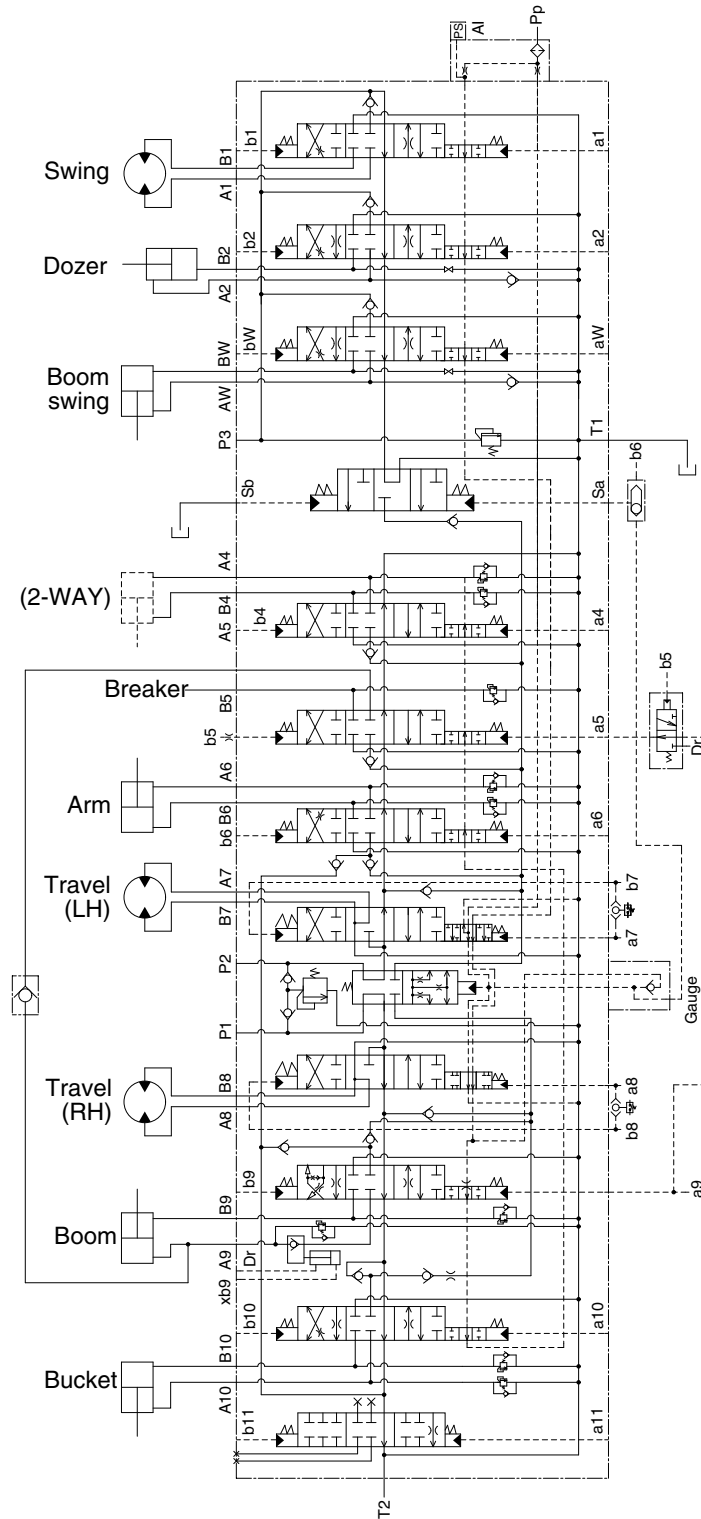 PS
AI
Pp
Swing
B1
b1
A1
a1
Dozer
B2
b2
A2
a2
Boom
swing
BW
bW
AW
aW
P3
T1
Sb
Sa
b6
(2-WAY)
A4
B4
b4
A5
a4
Breaker
B5
b5
a5
b5
Dr
Arm
A6
B6
b6
a6
Travel
(LH)
A7
B7
b7
a7
P2
P1
Gauge
Travel
(RH)
B8
A8
a8
b8
Boom
b9
B9
A9
Dr
xb9
a9
Bucket
b10
B10
A10
a10
b11
a11
T2